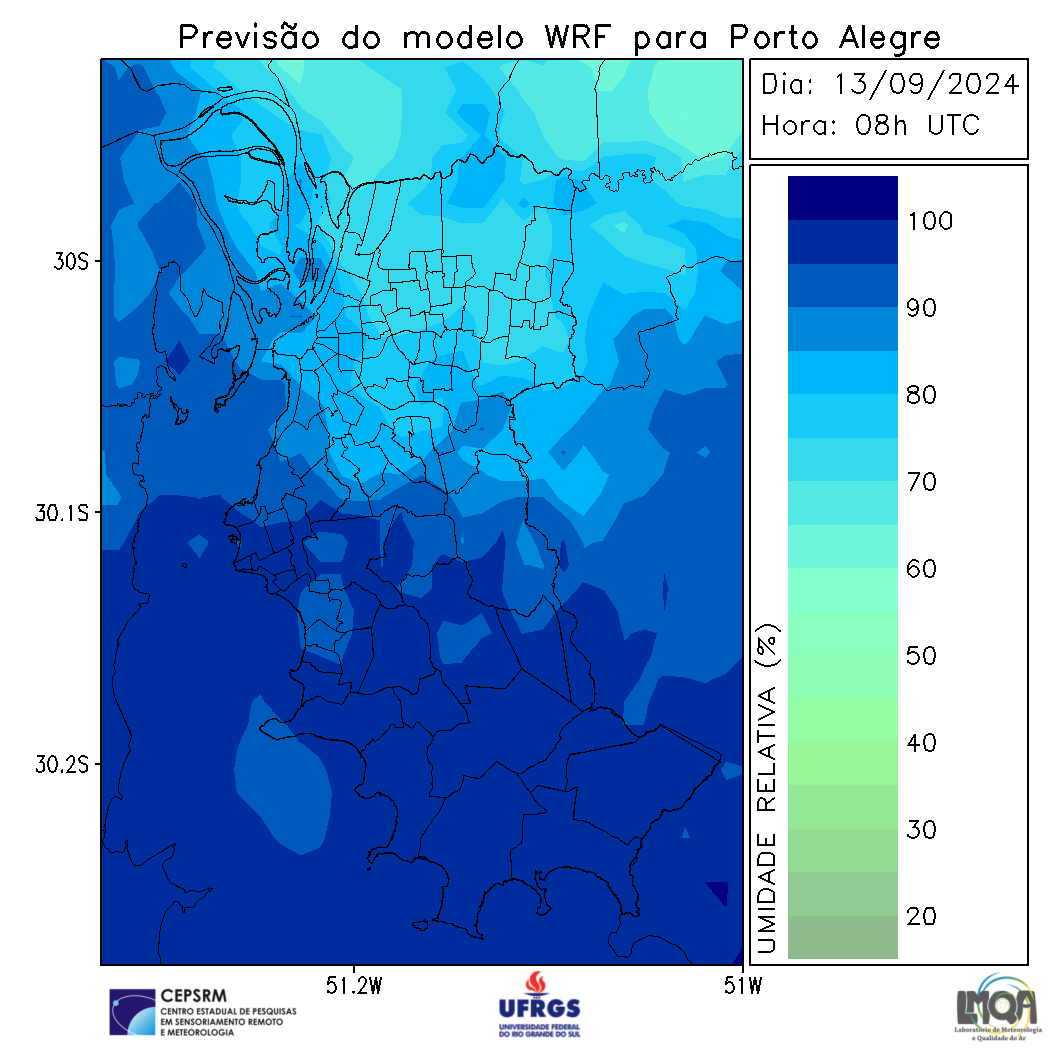 Previsão do modelo WRF para Porto Alegre
Dia: 13/09/2024
Hora: 08h UTC
30S
30.1S
30.2S
51.2W
51W
100
90
80
70
60
50
40
30
20
UMIDADE RELATIVA (%)
CEPSRM
CENTRO ESTADUAL DE PESQUISAS
EM SENSORIAMENTO REMOTO
E METEOROLOGIA
UFRGS
UNIVERSIDADE FEDERAL
DO RIO GRANDE DO SUL
LMQA
Laboratório de Meteorologia
e Qualidade do Ar